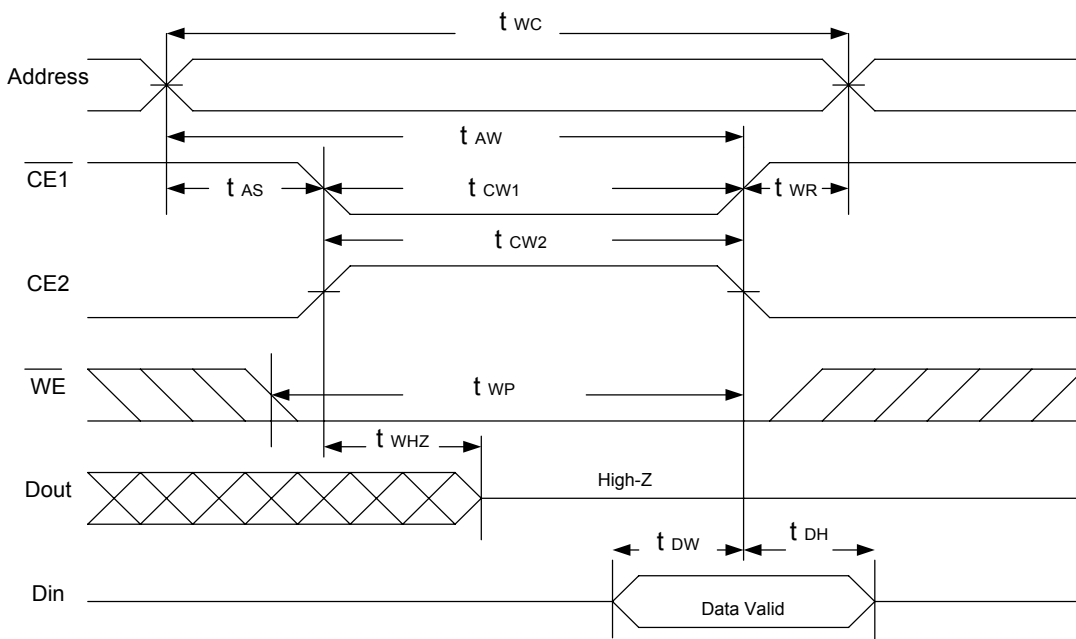 t WC
Address
t AW
CE1
t AS
t CW1
t WR
t CW2
CE2
WE
t WP
t WHZ
Dout
High-Z
t DW
t DH
Din
Data Valid